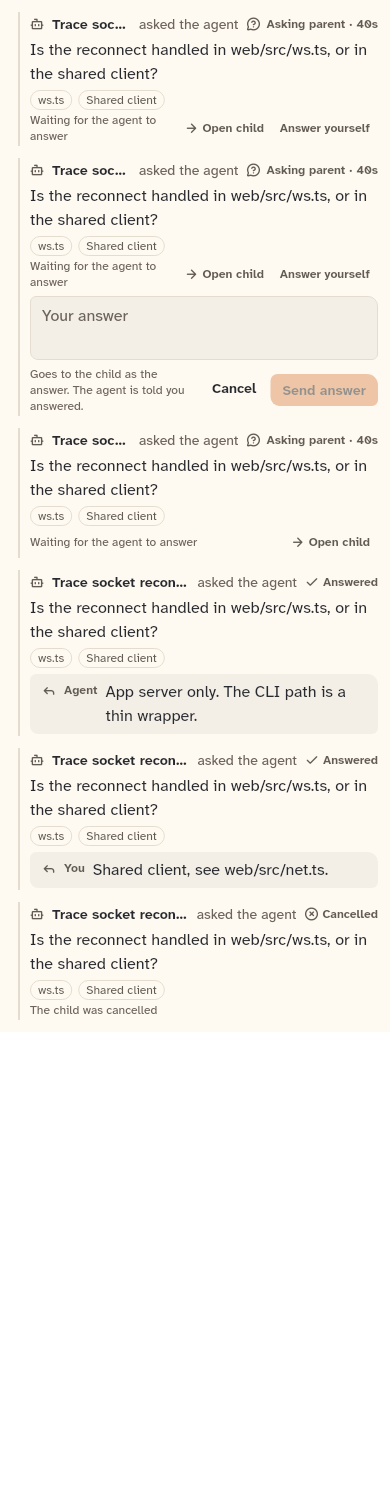 Trace soc... asked the agent Asking parent · 40s
Is the reconnect handled in web/src/ws.ts, or in
the shared client?
ws.ts Shared client
Waiting for the agent to
answer
Open child Answer yourself
Trace soc... asked the agent Asking parent · 40s
Is the reconnect handled in web/src/ws.ts, or in
the shared client?
ws.ts Shared client
Waiting for the agent to
answer
Open child Answer yourself
Your answer
Goes to the child as the
answer. The agent is told you
answered.
Cancel Send answer
Trace soc... asked the agent Asking parent · 40s
Is the reconnect handled in web/src/ws.ts, or in
the shared client?
ws.ts Shared client
Waiting for the agent to answer Open child
Trace socket recon... asked the agent Answered
Is the reconnect handled in web/src/ws.ts, or in
the shared client?
ws.ts Shared client
Agent App server only. The CLI path is a
thin wrapper.
Trace socket recon... asked the agent Answered
Is the reconnect handled in web/src/ws.ts, or in
the shared client?
ws.ts Shared client
You Shared client, see web/src/net.ts.
Trace socket recon... asked the agent Cancelled
Is the reconnect handled in web/src/ws.ts, or in
the shared client?
ws.ts Shared client
The child was cancelled